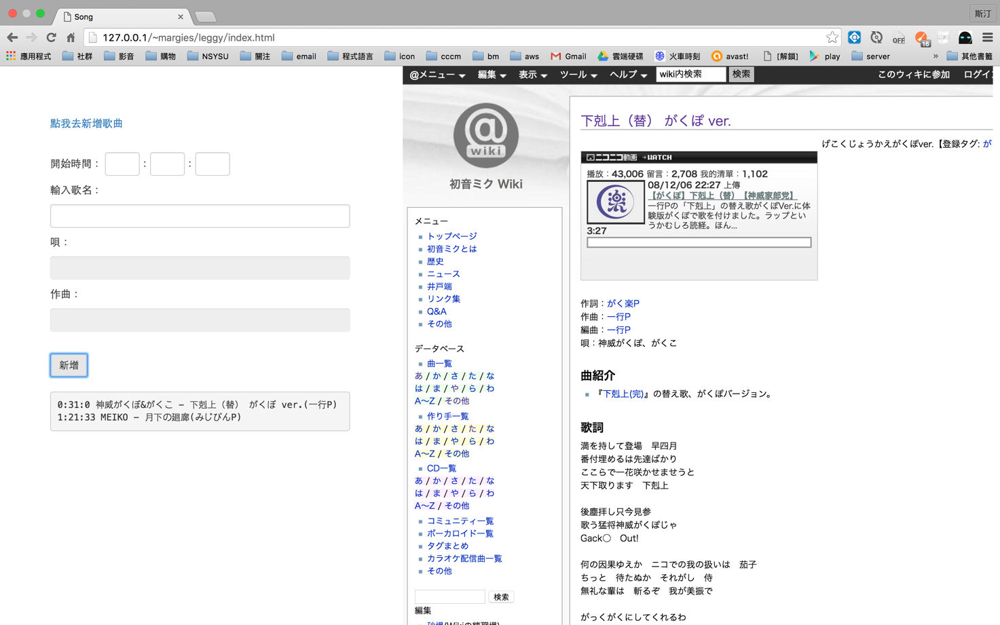 Song
斯汀
127.0.0.1/~margies/leggy/index.html
OFF
16
應用程式
社群
影音
購物
NSYSU
關注
email
程式語言
icon
cccm
bm
aws
Gmail
雲端硬碟
火車時刻
avast!
[解鎖]
play
server
»
其他書籤
點我去新增歌曲
開始時間：
:
:
輸入歌名：
唄：
作曲：
新增
0:31:0 神威がくぽ&がくこ - 下剋上（替） がくぽ ver.(一行P)
1:21:33 MEIKO - 月下の廻廊(みじぴんP)
@メニュー
編集
表示
ツール
ヘルプ
wiki内検索
検索
このウィキに参加
ログイ
@
wiki
初音ミク Wiki
メニュー
トップページ
初音ミクとは
歴史
ニュース
井戸端
リンク集
Q&A
その他
データベース
曲一覧
あ / か / さ / た / な
は / ま / や / ら / わ
A〜Z / その他
作り手一覧
あ / か / さ / た / な
は / ま / や / ら / わ
A〜Z / その他
CD一覧
あ / か / さ / た / な
は / ま / や / ら / わ
A〜Z / その他
コミュニティ一覧
ボーカロイド一覧
タグまとめ
カラオケ配信曲一覧
その他
検索
編集
砂場(Wikiの練習場)
下剋上（替） がくぽ ver.
げこくじょうかえがくぽver.【登録タグ: が
ニコニコ動画 →WATCH
播放：43,006 留言：2,708 我的清單：1,102
08/12/06 22:27 上傳
【がくぽ】下剋上（替）【神威家郎党】
一行Pの「下剋上」の替え歌がくぽVer.に体
験版がくぽで歌を付けました。ラップとい
うかむしろ読経。ほん...
楽
3:27
作詞：がく楽P
作曲：一行P
編曲：一行P
唄：神威がくぽ、がくこ
曲紹介
『下剋上(完)』の替え歌、がくぽバージョン。
歌詞
満を持して登場　早四月
番付埋めるは先達ばかり
ここらで一花咲かせませうと
天下取ります　下剋上
後塵拝し只今見参
歌う猛将神威がくぽじゃ
Gack○　Out!
何の因果ゆえか　ニコでの我の扱いは　茄子
ちっと　待たぬか　それがし　侍
無礼な輩は　斬るぞ　我が美振で
がっくがくにしてくれるわ